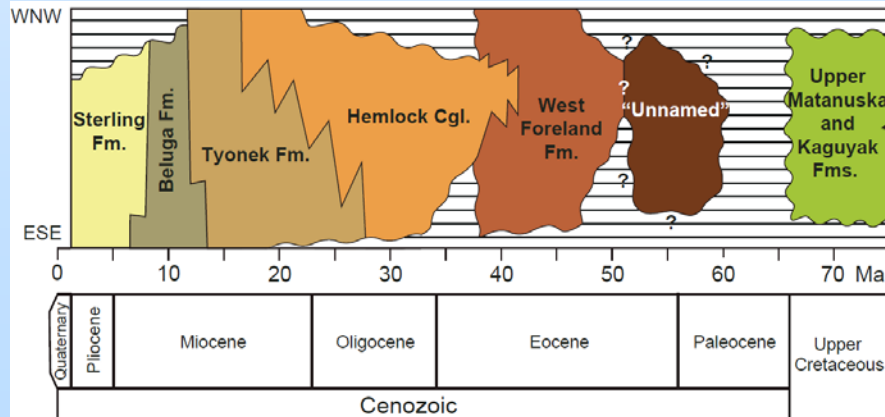 WNW
ESE
Sterling
Fm.
Beluga Fm.
Tyonek Fm.
Hemlock Cgl.
West
Foreland
Fm.
?
?
?
?
?
“Unnamed”
Upper
Matanuska
and
Kaguyak
Fms.
0 10 20 30 40 50 60 70 Ma
Quaternary
Pliocene
Miocene
Oligocene
Eocene
Paleocene
Upper
Cretaceous
Cenozoic